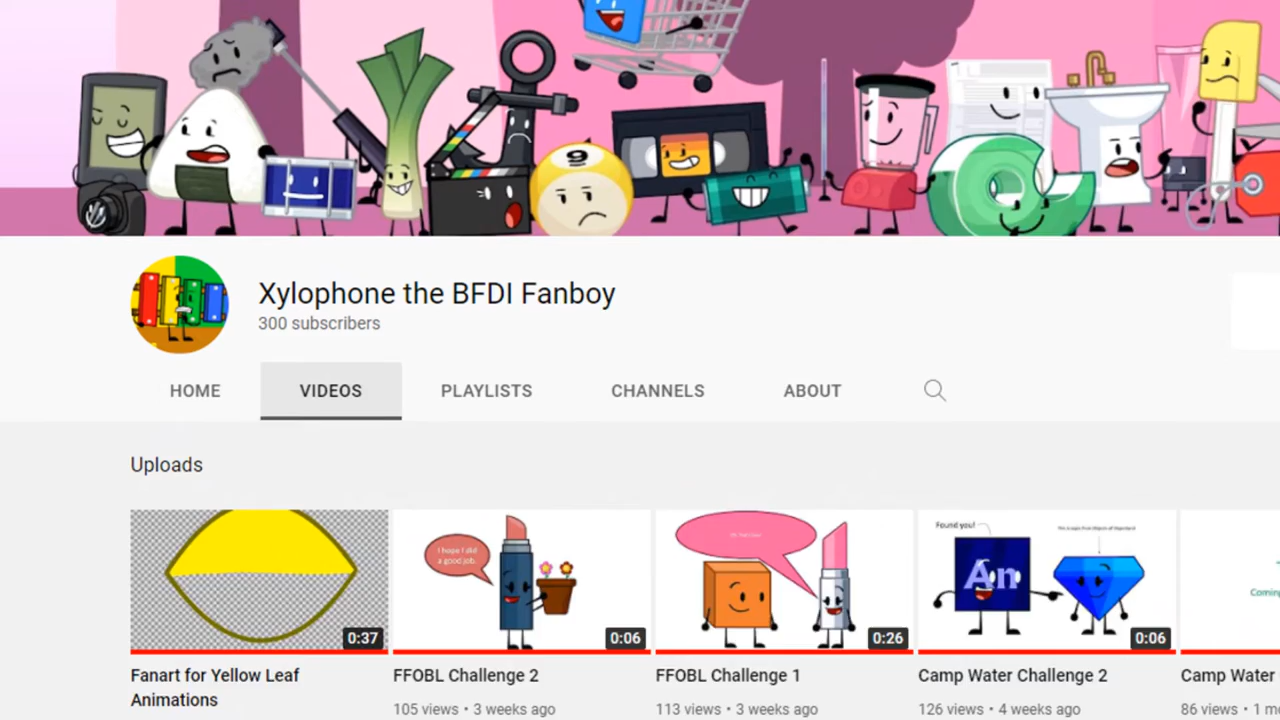 9
Xylophone the BFDI Fanboy
300 subscribers
HOME VIDEOS PLAYLISTS CHANNELS ABOUT
Uploads
I hope I did
a good job.
Found you!
An
Coming
0:37 0:06 0:26 0:06
Fanart for Yellow Leaf
Animations
FFOBL Challenge 2
105 views • 3 weeks ago
FFOBL Challenge 1
113 views • 3 weeks ago
Camp Water Challenge 2
126 views • 4 weeks ago
Camp Water
86 views • 1 m